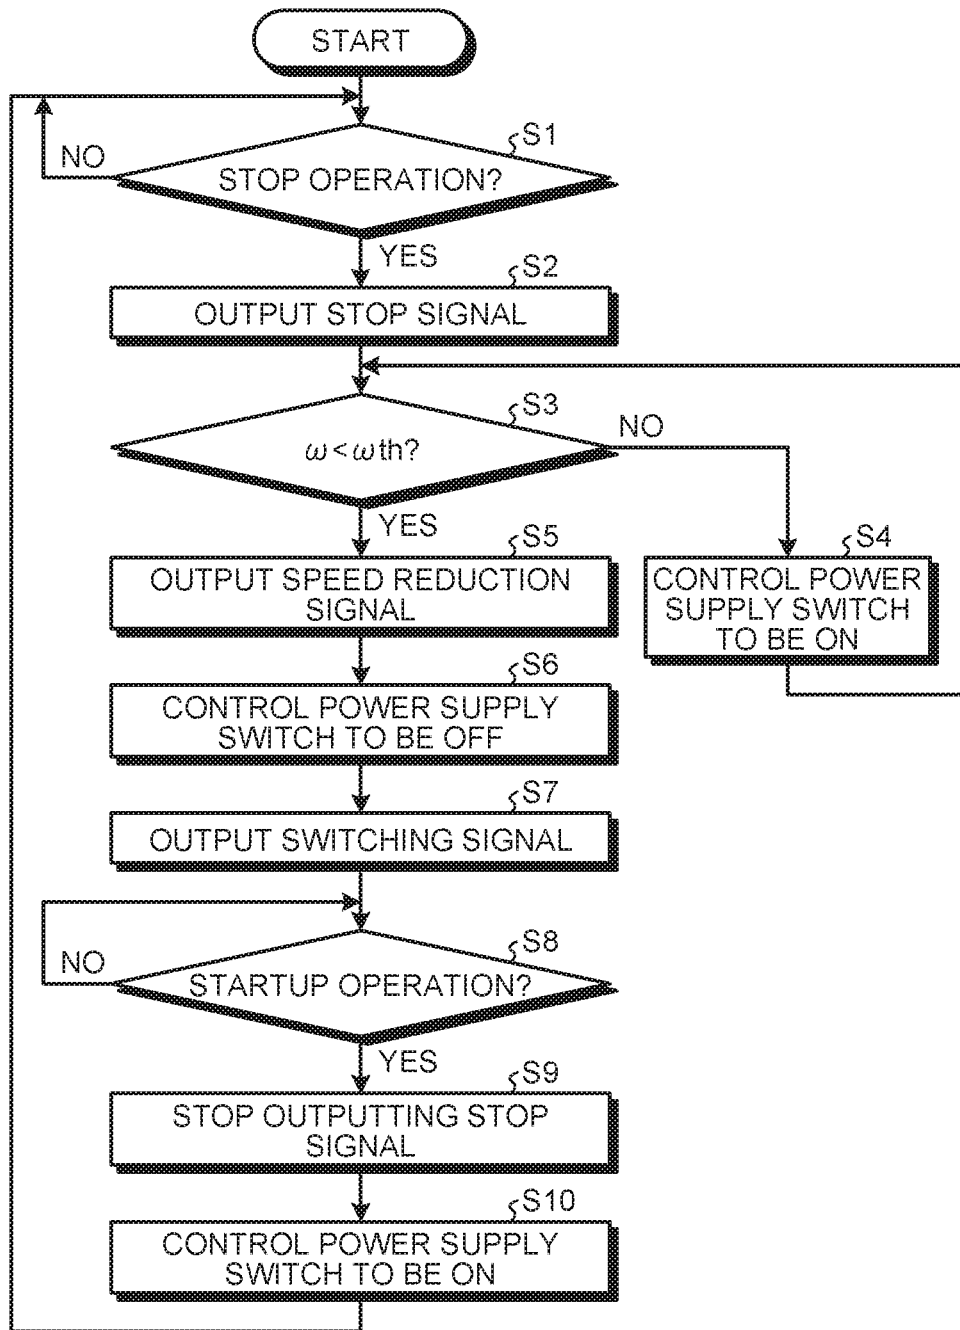 START
S1
NO
STOP OPERATION?
YES
S2
OUTPUT STOP SIGNAL
S3
NO
ω<ωth?
YES
S5
OUTPUT SPEED REDUCTION
SIGNAL
S4
CONTROL POWER
SUPPLY SWITCH
TO BE ON
S6
CONTROL POWER SUPPLY
SWITCH TO BE OFF
S7
OUTPUT SWITCHING SIGNAL
S8
NO
STARTUP OPERATION?
YES
S9
STOP OUTPUTTING STOP
SIGNAL
S10
CONTROL POWER SUPPLY
SWITCH TO BE ON